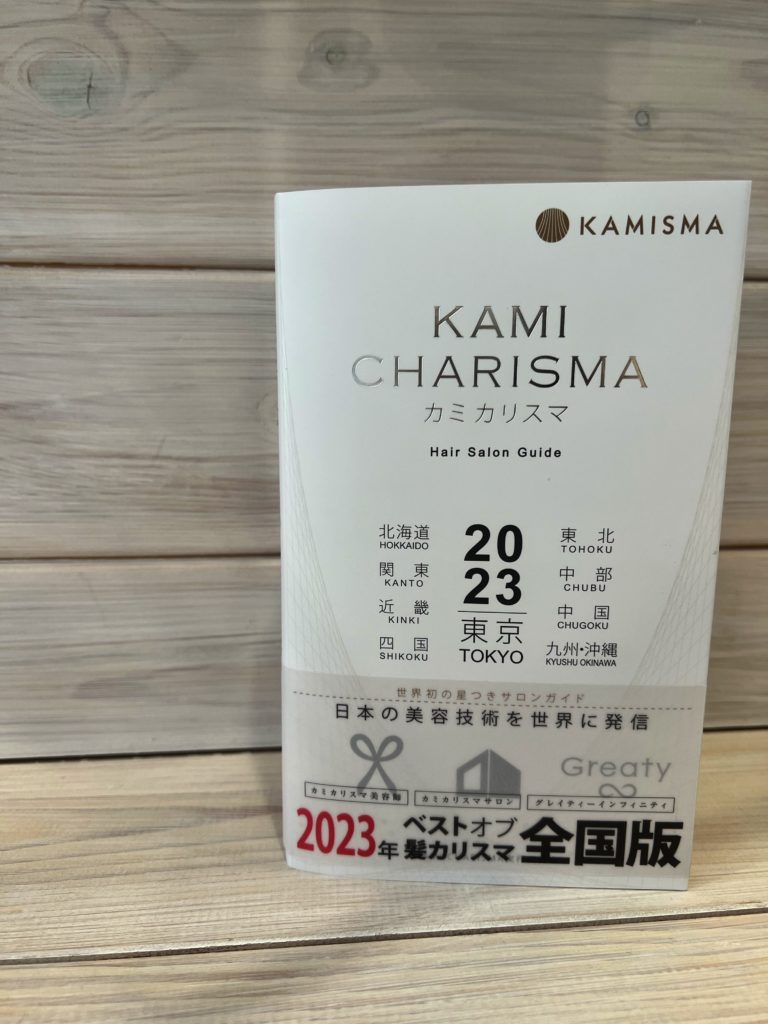 KAMISMA
KAMI
CHARISMA
カミカリスマ
Hair Salon Guide
北海道
HOKKAIDO
関東
KANTO
近畿
KINKI
四国
SHIKOKU
20
23
東京
TOKYO
東北
TOHOKU
中部
CHUBU
中国
CHUGOKU
九州・沖縄
KYUSHU OKINAWA
世界初の星つきサロンガイド
日本の美容技術を世界に発信
Greaty
カミカリスマ美容師 カミカリスマサロン グレイティーインフィニティ
2023年 ベストオブ髪カリスマ 全国版